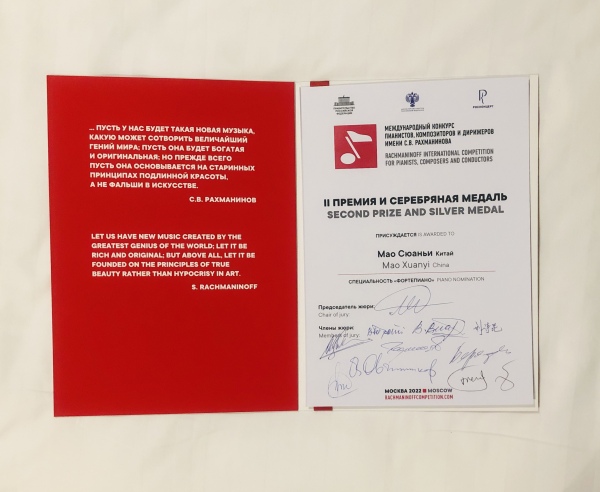 ... ПУСТЬ У НАС БУДЕТ ТАКАЯ НОВАЯ МУЗЫКА,
КАКУЮ МОЖЕТ СОТВОРИТЬ ВЕЛИЧАЙШИЙ
ГЕНИЙ МИРА; ПУСТЬ ОНА БУДЕТ БОГАТАЯ
И ОРИГИНАЛЬНАЯ; НО ПРЕЖДЕ ВСЕГО
ПУСТЬ ОНА ОСНОВЫВАЕТСЯ НА СТАРИННЫХ
ПРИНЦИПАХ ПОДЛИННОЙ КРАСОТЫ,
А НЕ ФАЛЬШИ В ИСКУССТВЕ.
С.В. РАХМАНИНОВ
LET US HAVE NEW MUSIC CREATED BY THE
GREATEST GENIUS OF THE WORLD; LET IT BE
RICH AND ORIGINAL; BUT ABOVE ALL, LET IT BE
FOUNDED ON THE PRINCIPLES OF TRUE
BEAUTY RATHER THAN HYPOCRISY IN ART.
S. RACHMANINOFF
МЕЖДУНАРОДНЫЙ КОНКУРС
ПИАНИСТОВ, КОМПОЗИТОРОВ И ДИРИЖЕРОВ
ИМЕНИ С.В. РАХМАНИНОВА
RACHMANINOFF INTERNATIONAL COMPETITION
FOR PIANISTS, COMPOSERS AND CONDUCTORS
II ПРЕМИЯ И СЕРЕБРЯНАЯ МЕДАЛЬ
SECOND PRIZE AND SILVER MEDAL
ПРИСУЖДАЕТСЯ IS AWARDED TO
Мао Сюаньи Китай
Mao Xuanyi China
СПЕЦИАЛЬНОСТЬ «ФОРТЕПИАНО» PIANO NOMINATION
Председатель жюри:
Chair of jury:
Члены жюри:
Members of jury:
МОСКВА 2022 MOSCOW
RACHMANINOFFCOMPETITION.COM